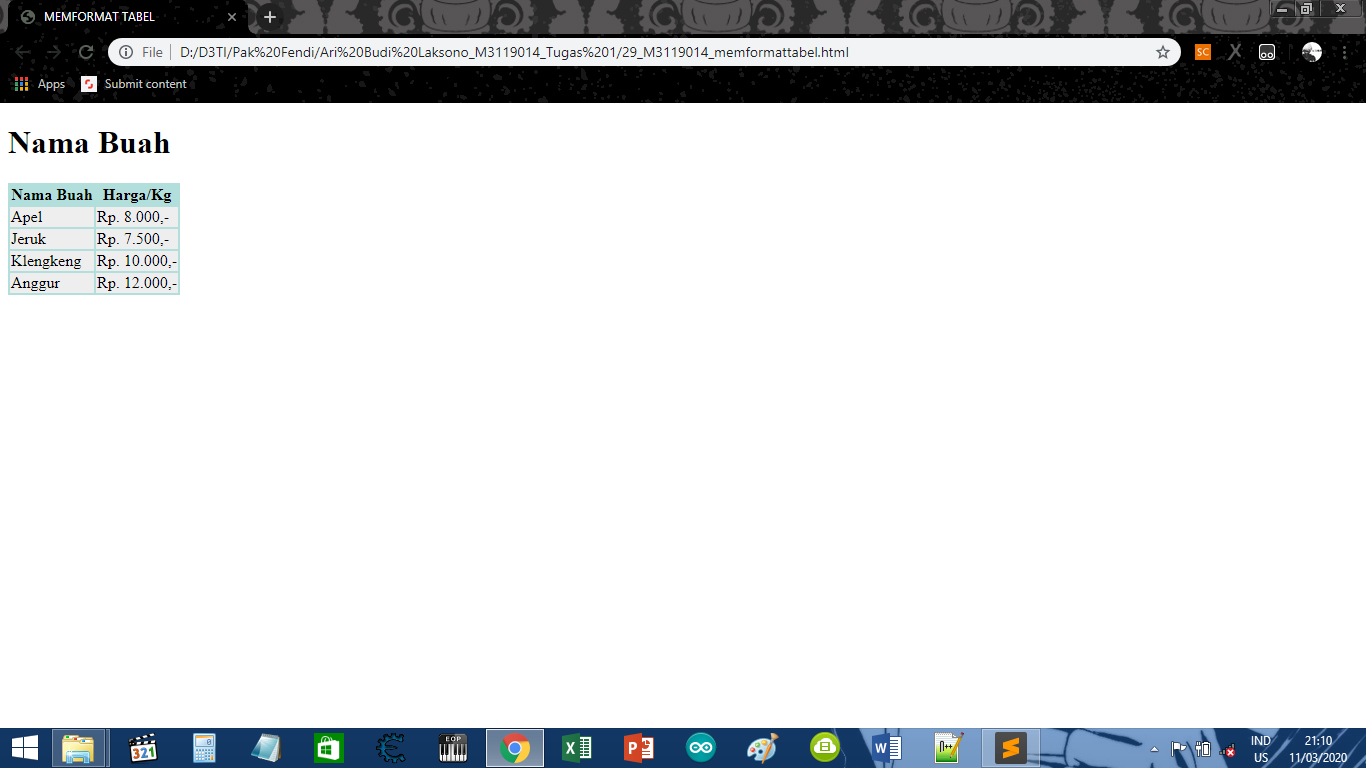 MEMFORMAT TABEL
File | D:/D3TI/Pak%20Fendi/Ari%20Budi%20Laksono_M3119014_Tugas%201/29_M3119014_memformattabel.html
SC X
Apps Submit content
Nama Buah
Nama Buah Harga/Kg
Apel Rp. 8.000,-
Jeruk Rp. 7.500,-
Klengkeng Rp. 10.000,-
Anggur Rp. 12.000,-
321 EOP
IND 21:10
US 11/03/2020